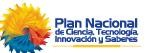 Plan Nacional
de Ciencia, Tecnología,
Innovación y Saberes